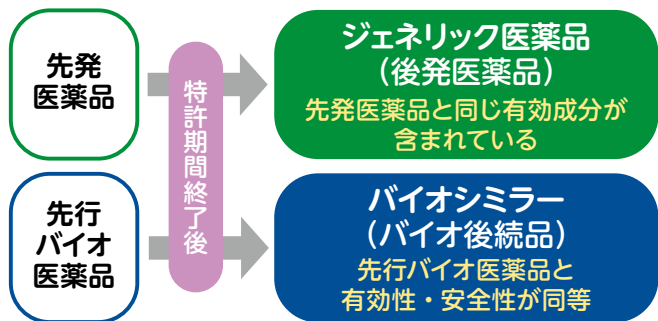 先発
医薬品
特許期間終了後
ジェネリック医薬品
（後発医薬品）
先発医薬品と同じ有効成分が
含まれている
先行
バイオ
医薬品
バイオシミラー
（バイオ後続品）
先行バイオ医薬品と
有効性・安全性が同等